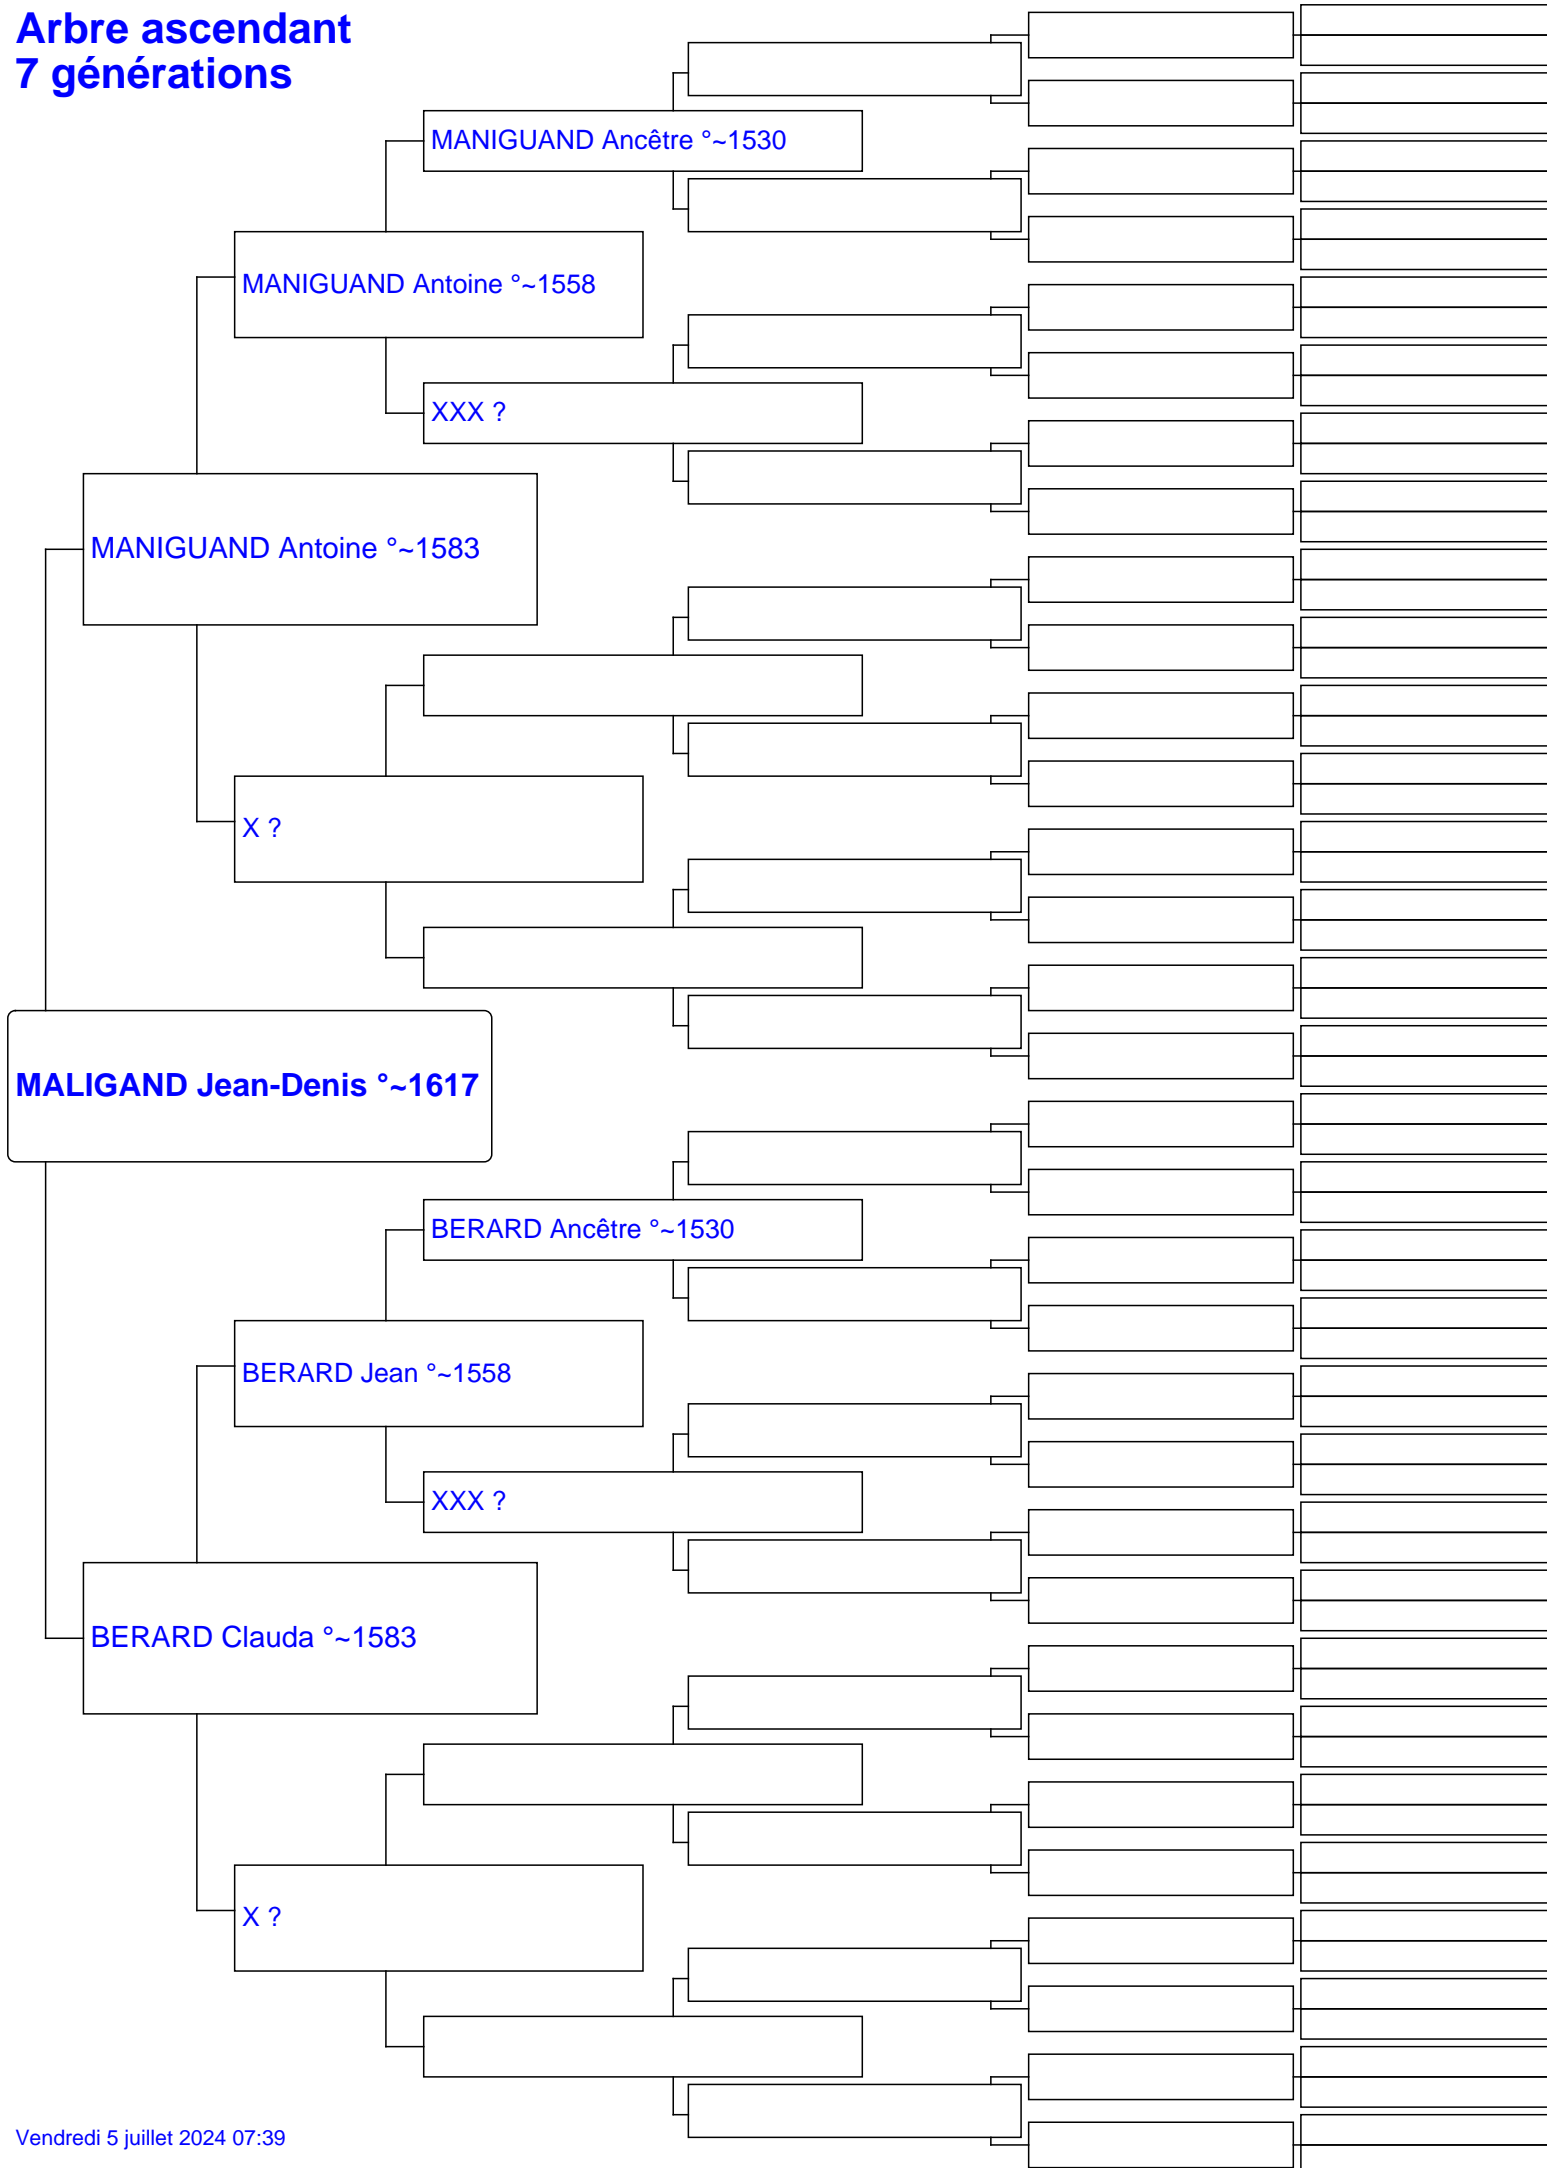 Arbre ascendant
7 générations
MANIGUAND Ancêtre °~1530
MANIGUAND Antoine °~1558
XXX ?
MANIGUAND Antoine °~1583
X ?
MALIGAND Jean-Denis °~1617
BERARD Ancêtre °~1530
BERARD Jean °~1558
XXX ?
BERARD Clauda °~1583
X ?
Vendredi 5 juillet 2024 07:39